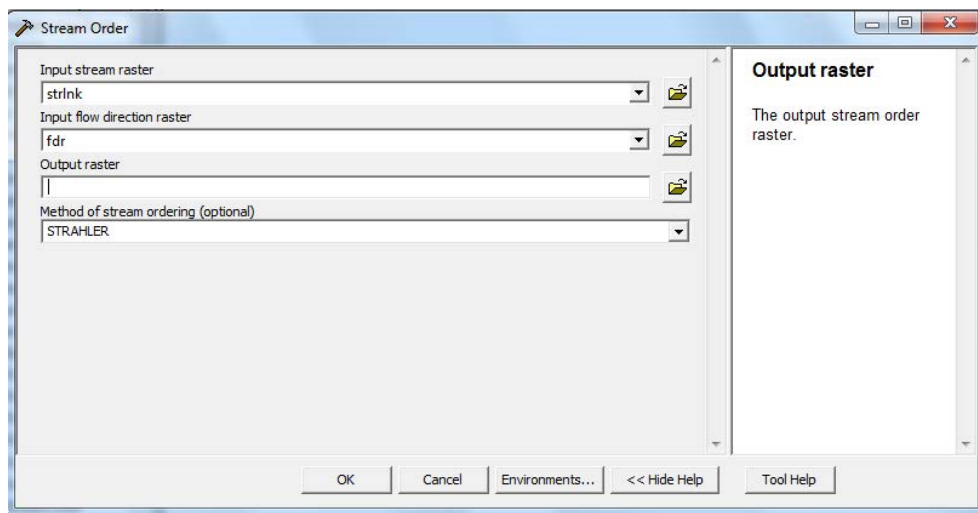 Stream Order
Input stream raster
strlnk
Input flow direction raster
fdr
Output raster
Method of stream ordering (optional)
STRAHLER
Output raster
The output stream order
raster.
OK
Cancel
Environments...
<< Hide Help
Tool Help